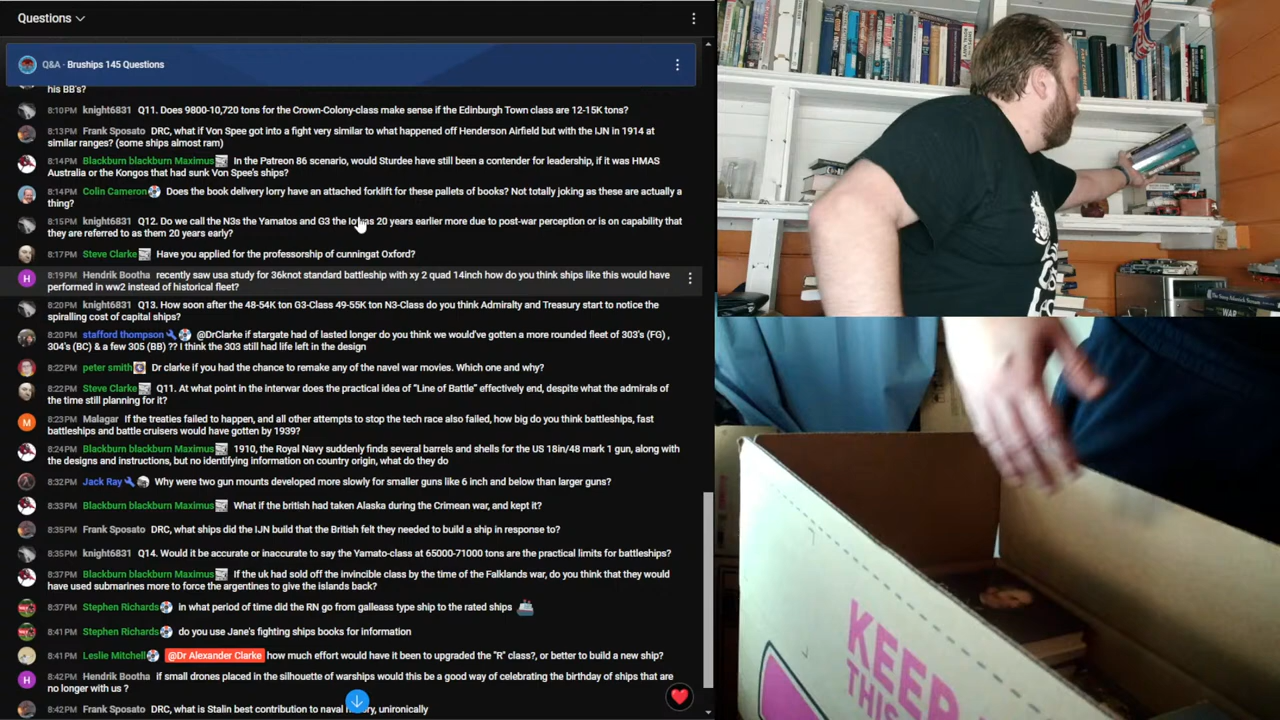 Questions
Q&A · Bruships 145 Questions
his BB's?
8:10PM knight6831 Q11. Does 9800-10,720 tons for the Crown-Colony-class make sense if the Edinburgh Town class are 12-15K tons?
8:13PM Frank Sposato DRC, what if Von Spee got into a fight very similar to what happened off Henderson Airfield but with the IJN in 1914 at
similar ranges? (some ships almost ram)
8:14PM Blackburn blackburn Maximus In the Patreon 86 scenario, would Sturdee have still been a contender for leadership, if it was HMAS
Australia or the Kongos that had sunk Von Spee's ships?
8:14PM Colin Cameron Does the book delivery lorry have an attached forklift for these pallets of books? Not totally joking as these are actually a
thing?
8:15PM knight6831 Q12. Do we call the N3s the Yamatos and G3 the Iowas 20 years earlier more due to post-war perception or is on capability that
they are referred to as them 20 years early?
8:17PM Steve Clarke Have you applied for the professorship of cunningat Oxford?
8:19PM Hendrik Bootha recently saw usa study for 36knot standard battleship with xy 2 quad 14inch how do you think ships like this would have
performed in ww2 instead of historical fleet?
8:20PM knight6831 Q13. How soon after the 48-54K ton G3-Class 49-55K ton N3-Class do you think Admiralty and Treasury start to notice the
spiralling cost of capital ships?
8:20PM stafford thompson @DrClarke if stargate had of lasted longer do you think we would've gotten a more rounded fleet of 303's (FG) ,
304's (BC) & a few 305 (BB) ?? I think the 303 still had life left in the design
8:22PM peter smith Dr clarke if you had the chance to remake any of the navel war movies. Which one and why?
8:22PM Steve Clarke Q11. At what point in the interwar does the practical idea of "Line of Battle" effectively end, despite what the admirals of
the time still planning for it?
8:23PM Malagar If the treaties failed to happen, and all other attempts to stop the tech race also failed, how big do you think battleships, fast
battleships and battle cruisers would have gotten by 1939?
8:24PM Blackburn blackburn Maximus 1910, the Royal Navy suddenly finds several barrels and shells for the US 18in/48 mark 1 gun, along with
the designs and instructions, but no identifying information on country origin, what do they do
8:32PM Jack Ray Why were two gun mounts developed more slowly for smaller guns like 6 inch and below than larger guns?
8:33PM Blackburn blackburn Maximus What if the british had taken Alaska during the Crimean war, and kept it?
8:35PM Frank Sposato DRC, what ships did the IJN build that the British felt they needed to build a ship in response to?
8:35PM knight6831 Q14. Would it be accurate or inaccurate to say the Yamato-class at 65000-71000 tons are the practical limits for battleships?
8:37PM Blackburn blackburn Maximus If the uk had sold off the invincible class by the time of the Falklands war, do you think that they would
have used submarines more to force the argentines to give the islands back?
8:37PM Stephen Richards in what period of time did the RN go from galleass type ship to the rated ships
8:41PM Stephen Richards do you use Jane's fighting ships books for information
8:41PM Leslie Mitchell @Dr Alexander Clarke how much effort would have it been to upgraded the "R" class?, or better to build a new ship?
8:42PM Hendrik Bootha if small drones placed in the silhouette of warships would this be a good way of celebrating the birthday of ships that are
no longer with us ?
8:42PM Frank Sposato DRC, what is Stalin best contribution to naval history, unironically
KEEP
THIS